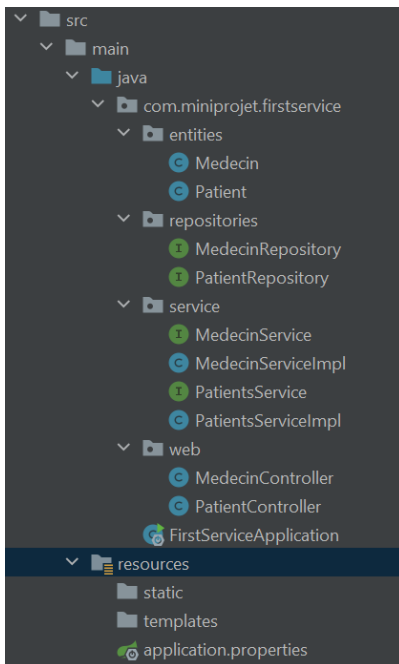 src
main
java
com.miniprojet.firstservice
entities
C Medecin
C Patient
repositories
I MedecinRepository
I PatientRepository
service
I MedecinService
C MedecinServiceImpl
I PatientsService
C PatientsServiceImpl
web
C MedecinController
C PatientController
FirstServiceApplication
resources
static
templates
application.properties